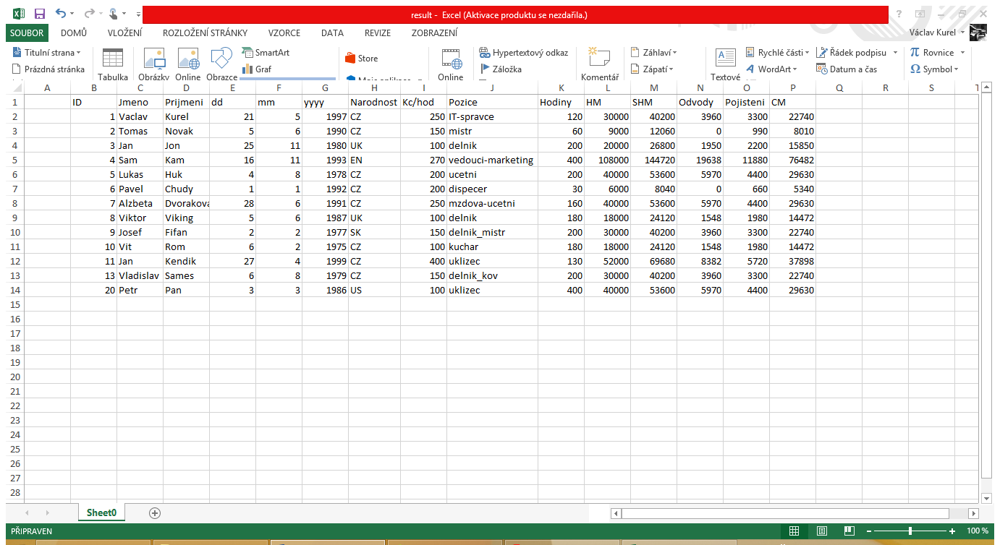 result - Excel (Aktivace produktu se nezdařila.)
SOUBOR DOMŮ VLOŽENÍ ROZLOŽENÍ STRÁNKY VZORCE DATA REVIZE ZOBRAZENÍ Václav Kurel
Titulní strana SmartArt Store Hypertextový odkaz Záhlaví Rychlé části Řádek podpisu Rovnice
Prázdná stránka Graf Záložka Zápatí WordArt Datum a čas Symbol
Tabulka Obrázky Online Obrazce Moje aplikace Online Komentář Textové
A B C D E F G H I J K L M N O P Q R S T
1 ID Jmeno Prijmeni dd mm yyyy Narodnost Kc/hod Pozice Hodiny HM SHM Odvody Pojisteni CM
2 1 Vaclav Kurel 21 5 1997 CZ 250 IT-spravce 120 30000 40200 3960 3300 22740
3 2 Tomas Novak 5 6 1990 CZ 150 mistr 60 9000 12060 0 990 8010
4 3 Jan Jon 25 11 1980 UK 100 delnik 200 20000 26800 1950 2200 15850
5 4 Sam Kam 16 11 1993 EN 270 vedouci-marketing 400 108000 144720 19638 11880 76482
6 5 Lukas Huk 4 8 1978 CZ 200 ucetni 200 40000 53600 5970 4400 29630
7 6 Pavel Chudy 1 1 1992 CZ 200 dispecer 30 6000 8040 0 660 5340
8 7 Alzbeta Dvorakova 28 6 1991 CZ 250 mzdova-ucetni 160 40000 53600 5970 4400 29630
9 8 Viktor Viking 5 6 1987 UK 100 delnik 180 18000 24120 1548 1980 14472
10 9 Josef Fifan 2 2 1977 SK 150 delnik_mistr 200 30000 40200 3960 3300 22740
11 10 Vit Rom 6 2 1975 CZ 100 kuchar 180 18000 24120 1548 1980 14472
12 11 Jan Kendik 27 4 1999 CZ 400 uklizec 130 52000 69680 8382 5720 37898
13 13 Vladislav Sames 6 8 1979 CZ 150 delnik_kov 200 30000 40200 3960 3300 22740
14 20 Petr Pan 3 3 1986 US 100 uklizec 400 40000 53600 5970 4400 29630
15
16
17
18
19
20
21
22
23
24
25
26
27
28
Sheet0
PŘIPRAVEN 100 %